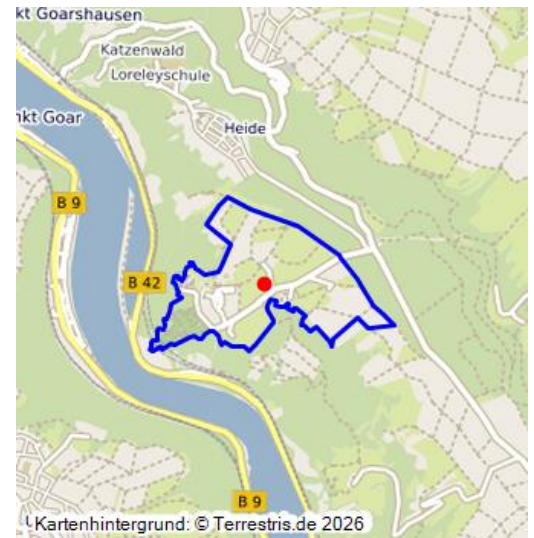 kt Goarshausen
Katzenwald
Loreleyschule
nkt Goar
Heide
B 9
B 42
B 9
Kartenhintergrund: © Terrestris.de 2026